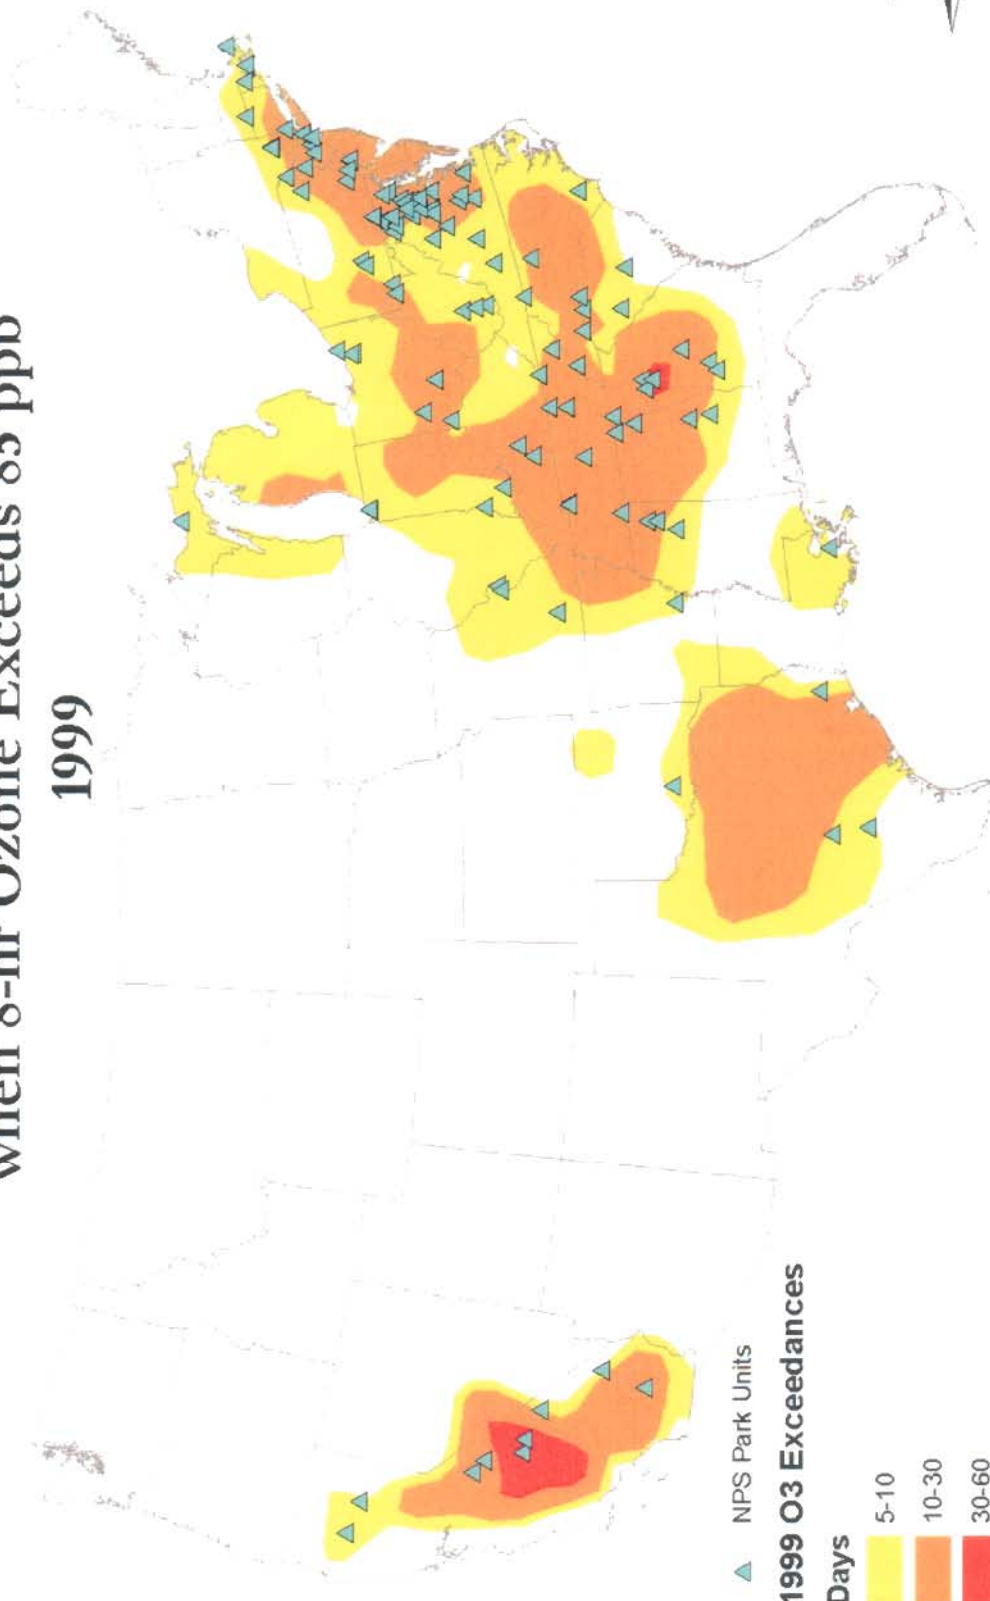 when 8-hr Ozone Exceeds 85 ppb
1999
NPS Park Units
1999 O3 Exceedances
Days
5-10
10-30
30-60